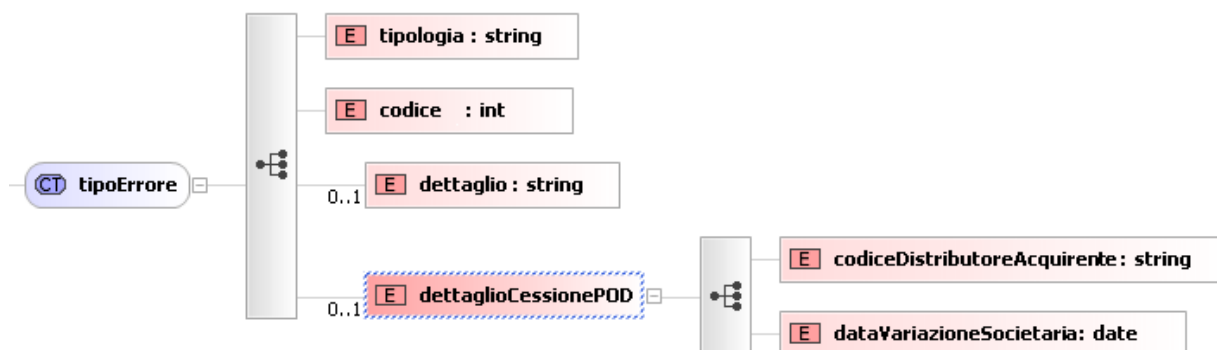 E tipologia : string
E codice : int
CT tipoErrore
E dettaglio : string
0..1
E codiceDistributoreAcquirente : string
E dettaglioCessionePOD
0..1
E dataVariazioneSocietaria: date